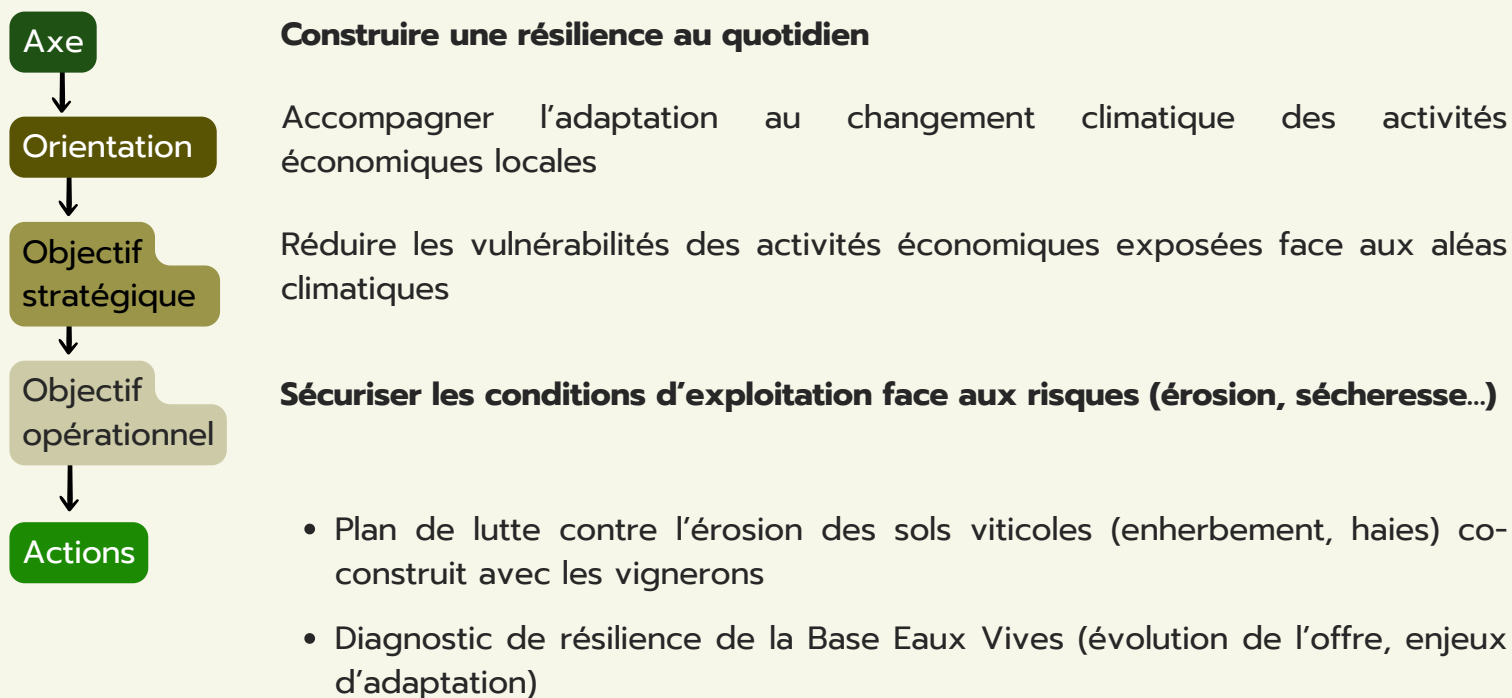 Axe
Construire une résilience au quotidien
Orientation
Accompagner l’adaptation au changement climatique des activités
économiques locales
Objectif
stratégique
Réduire les vulnérabilités des activités économiques exposées face aux aléas
climatiques
Objectif
opérationnel
Sécuriser les conditions d’exploitation face aux risques (érosion, sécheresse...)
Actions
• Plan de lutte contre l’érosion des sols viticoles (enherbement, haies) co-
construit avec les vignerons
• Diagnostic de résilience de la Base Eaux Vives (évolution de l’offre, enjeux
d’adaptation)